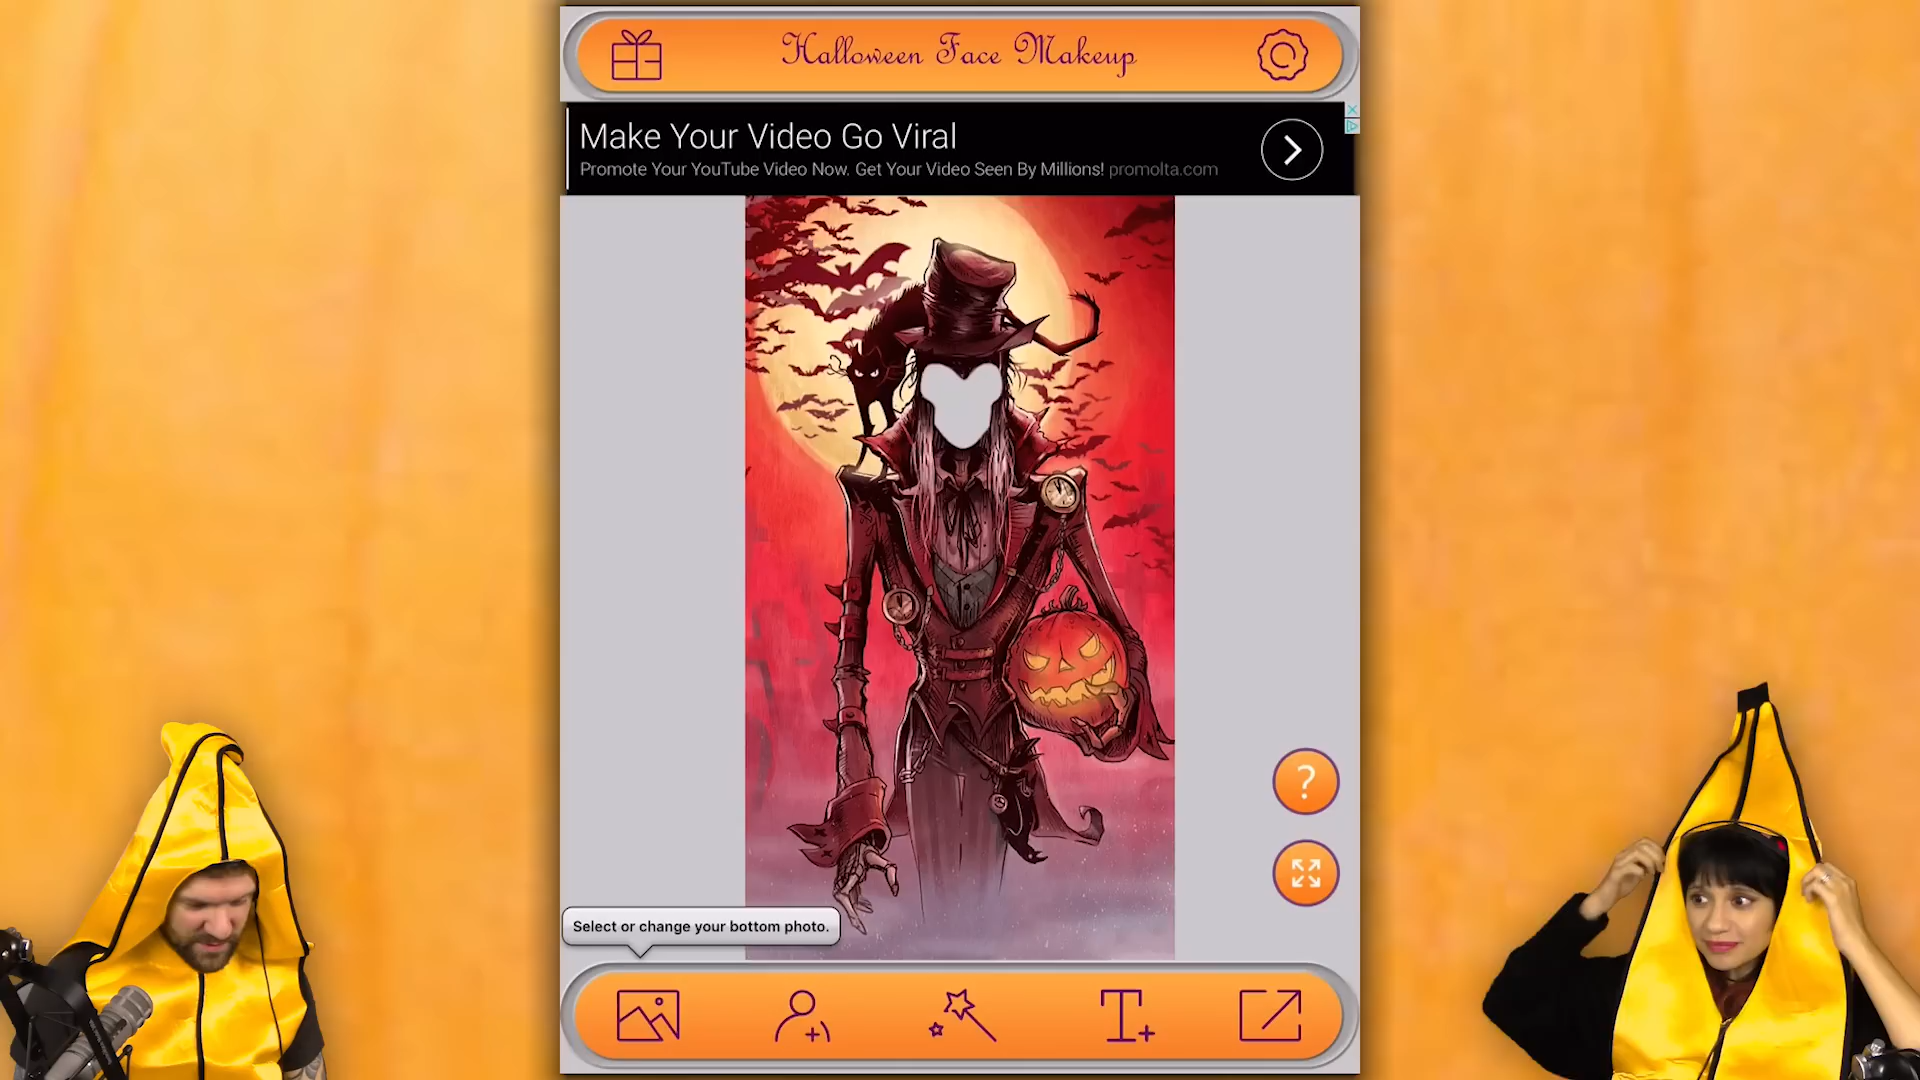 Halloween Face Makeup
Make Your Video Go Viral
Promote Your YouTube Video Now. Get Your Video Seen By Millions! promolta.com
?
Select or change your bottom photo.
T+